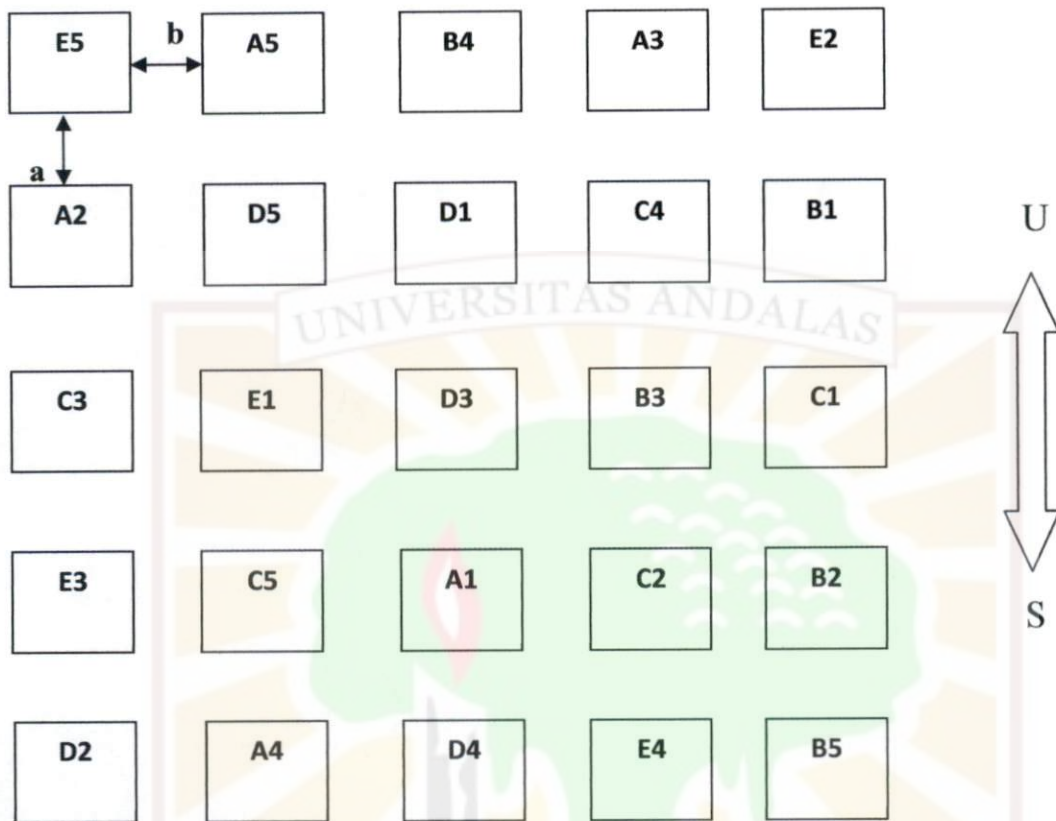 E5 b A5 B4 A3 E2
a
A2 D5 D1 C4 B1
U
UNIVERSITAS ANDALAS
C3 E1 D3 B3 C1
E3 C5 A1 C2 B2
S
D2 A4 D4 E4 B5